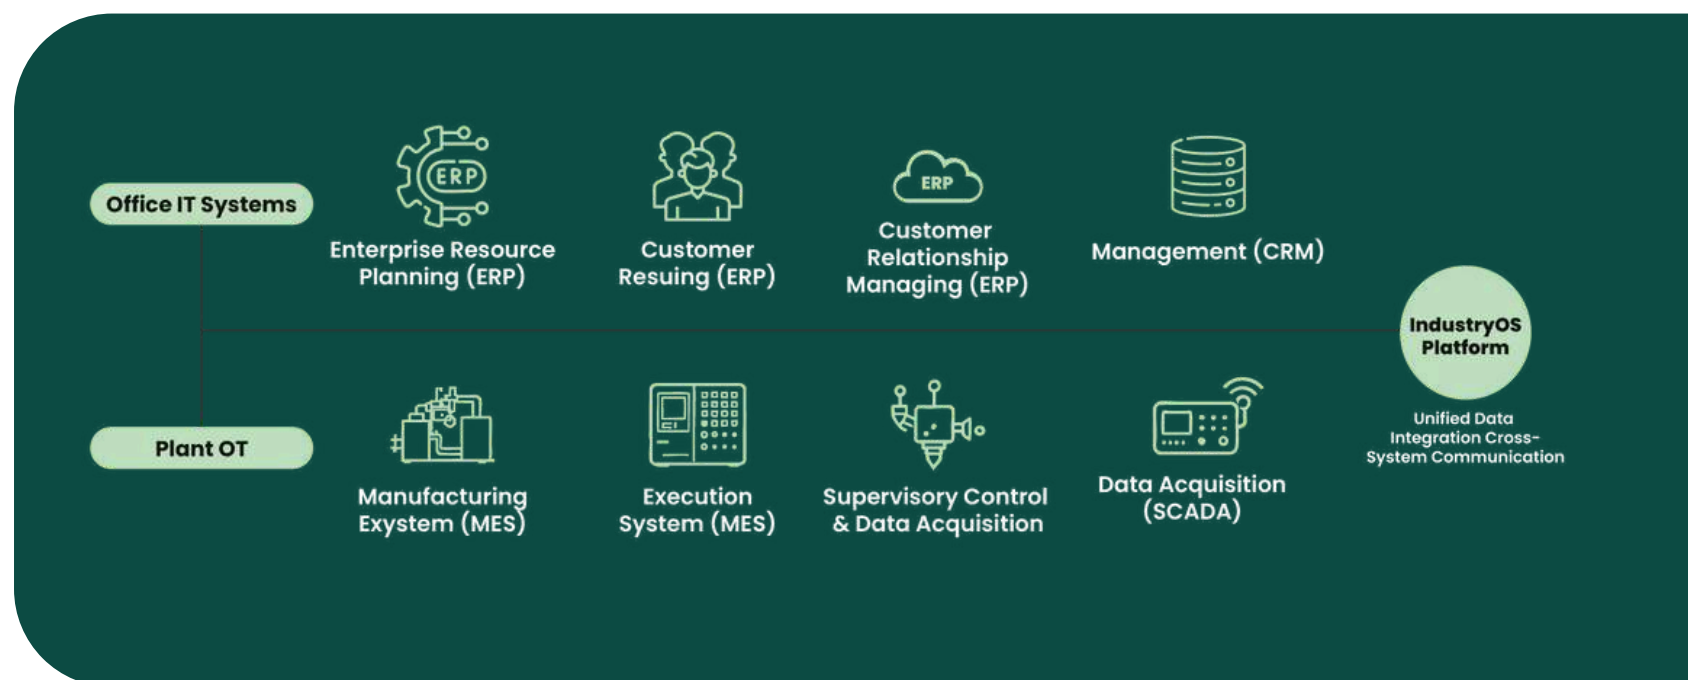 Office IT Systems
ERP
Enterprise Resource
Planning (ERP)
Customer
Resuing (ERP)
ERP
Customer
Relationship
Managing (ERP)
Management (CRM)
IndustryOS
Platform
Unified Data
Integration Cross-
System Communication
Plant OT
Manufacturing
Exystem (MES)
Execution
System (MES)
Supervisory Control
& Data Acquisition
Data Acquisition
(SCADA)